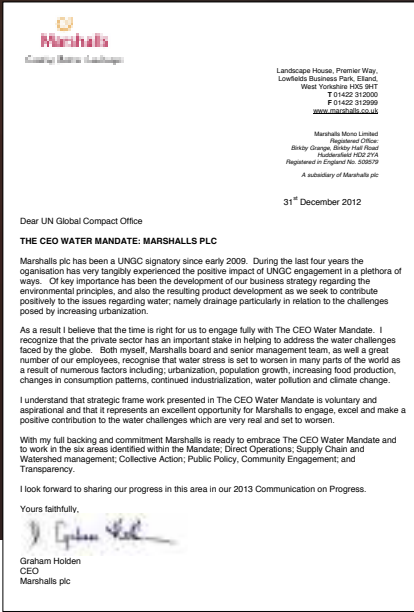 Marshalls
Landscape House, Premier Way,
Lowfields Business Park, Elland,
West Yorkshire HX5 9HT
T 01422 312000
F 01422 312999
www.marshalls.co.uk
Marshalls Mono Limited
Registered Office:
Birkby Grange, Birkby Hall Road
Huddersfield HD2 2YA
Registered in England No. 509579
A subsidiary of Marshalls plc
31st December 2012
Dear UN Global Compact Office
THE CEO WATER MANDATE: MARSHALLS PLC
Marshalls plc has been a UNGC signatory since early 2009. During the last four years the
oganisation has very tangibly experienced the positive impact of UNGC engagement in a plethora of
ways. Of key importance has been the development of our business strategy regarding the
environmental principles, and also the resulting product development as we seek to contribute
positively to the issues regarding water; namely drainage particularly in relation to the challenges
posed by increasing urbanization.
As a result I believe that the time is right for us to engage fully with The CEO Water Mandate. I
recognize that the private sector has an important stake in helping to address the water challenges
faced by the globe. Both myself, Marshalls board and senior management team, as well a great
number of our employees, recognise that water stress is set to worsen in many parts of the world as
a result of numerous factors including; urbanization, population growth, increasing food production,
changes in consumption patterns, continued industrialization, water pollution and climate change.
I understand that strategic frame work presented in The CEO Water Mandate is voluntary and
aspirational and that it represents an excellent opportunity for Marshalls to engage, excel and make a
positive contribution to the water challenges which are very real and set to worsen.
With my full backing and commitment Marshalls is ready to embrace The CEO Water Mandate and
to work in the six areas identified within the Mandate; Direct Operations; Supply Chain and
Watershed management; Collective Action; Public Policy, Community Engagement; and
Transparency.
I look forward to sharing our progress in this area in our 2013 Communication on Progress.
Yours faithfully,
Graham Holden
CEO
Marshalls plc